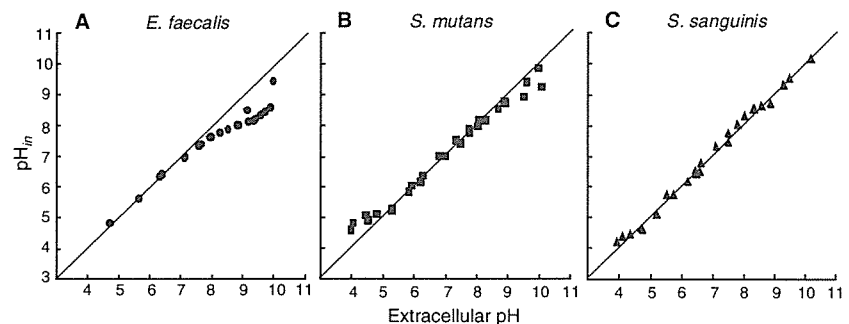 A E. faecalis
B S. mutans
C S. sanguinis
pHin
11
10
9
8
7
6
5
4
3
4 5 6 7 8 9 10 11
4 5 6 7 8 9 10 11
4 5 6 7 8 9 10 11
Extracellular pH